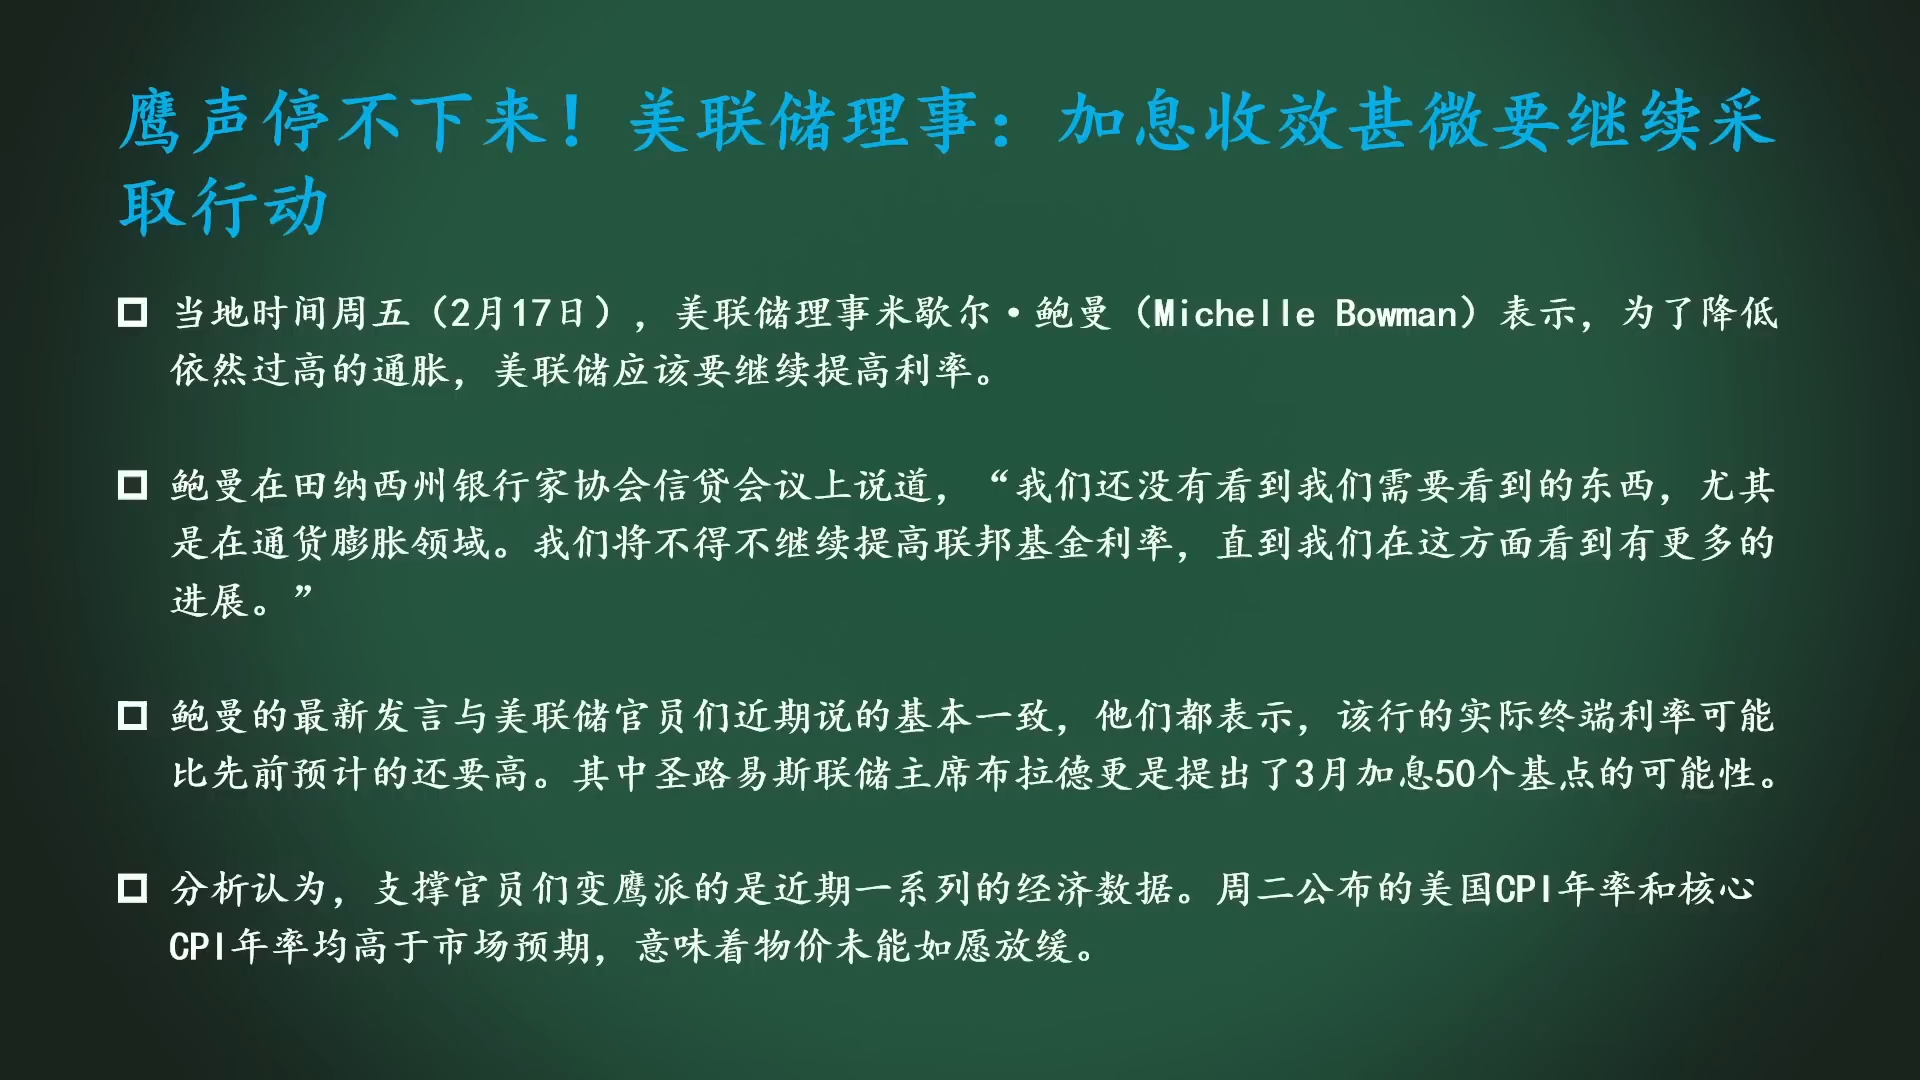 鹰声停不下来！美联储理事：加息收效甚微要继续采
取行动
当地时间周五（2月17日），美联储理事米歇尔·鲍曼（Michelle Bowman）表示，为了降低
依然过高的通胀，美联储应该要继续提高利率。
鲍曼在田纳西州银行家协会信贷会议上说道，“我们还没有看到我们需要看到的东西，尤其
是在通货膨胀领域。我们将不得不继续提高联邦基金利率，直到我们在这方面看到有更多的
进展。”
鲍曼的最新发言与美联储官员们近期说的基本一致，他们都表示，该行的实际终端利率可能
比先前预计的还要高。其中圣路易斯联储主席布拉德更是提出了3月加息50个基点的可能性。
分析认为，支撑官员们变鹰派的是近期一系列的经济数据。周二公布的美国CPI年率和核心
CPI年率均高于市场预期，意味着物价未能如愿放缓。